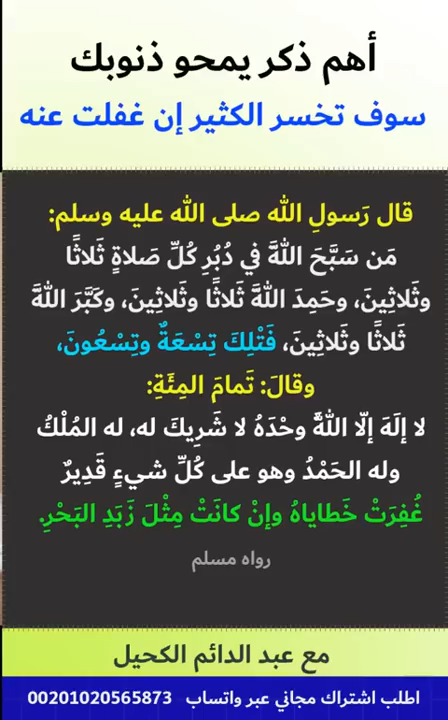 أهم ذكر يمحو ذنوبك
سوف تخسر الكثير إن غفلت عنه
قال رَسولِ الله صلى الله عليه وسلم:
مَن سَبَّحَ اللَّهَ في دُبُرِ كُلِّ صَلاةٍ ثَلاثًا
وثَلاثِينَ، وحَمِدَ اللَّهَ ثَلاثًا وثَلاثِينَ، وكَبَّرَ اللَّهَ
ثَلاثًا وثَلاثِينَ، فَتْلِكَ تِسْعَةٌ وتِسْعُونَ،
وقالَ: تَمامَ المِئَةِ:
لا إلَهَ إلّا اللَّهُ وحْدَهُ لا شَرِيكَ له، له المُلْكُ
وله الحَمْدُ وهو على كُلِّ شيءٍ قَدِيرٌ
غُفِرَتْ خَطاياهُ وإنْ كانَتْ مِثْلَ زَبَدِ البَحْرِ.
رواه مسلم
مع عبد الدائم الكحيل
اطلب اشتراك مجاني عبر واتساب 00201020565873